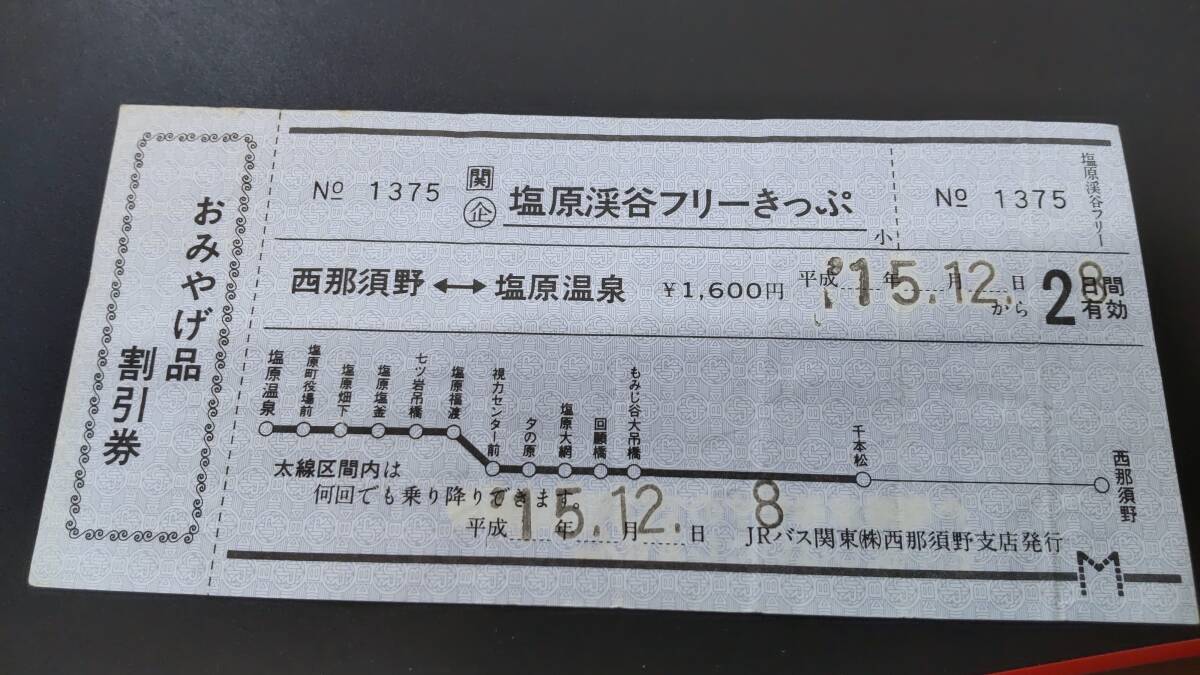 おみやげ品
割引券
№ 1375
関
企
塩原渓谷フリーきっぷ
小
№ 1375
塩原渓谷フリー
西那須野↔塩原温泉 ¥1,600円
平成 年 月 日
15.12.-8
から
2日間有効
塩原温泉
塩原町役場前
塩原畑下
塩原塩釜
七ツ岩吊橋
塩原福渡
視力センター前
夕の原
塩原大網
回顧橋
もみじ谷大吊橋
千本松
西那須野
太線区間内は
何回でも乗り降りできます。
平成 年 月 日
15.12.-8
JRバス関東㈱西那須野支店発行
M